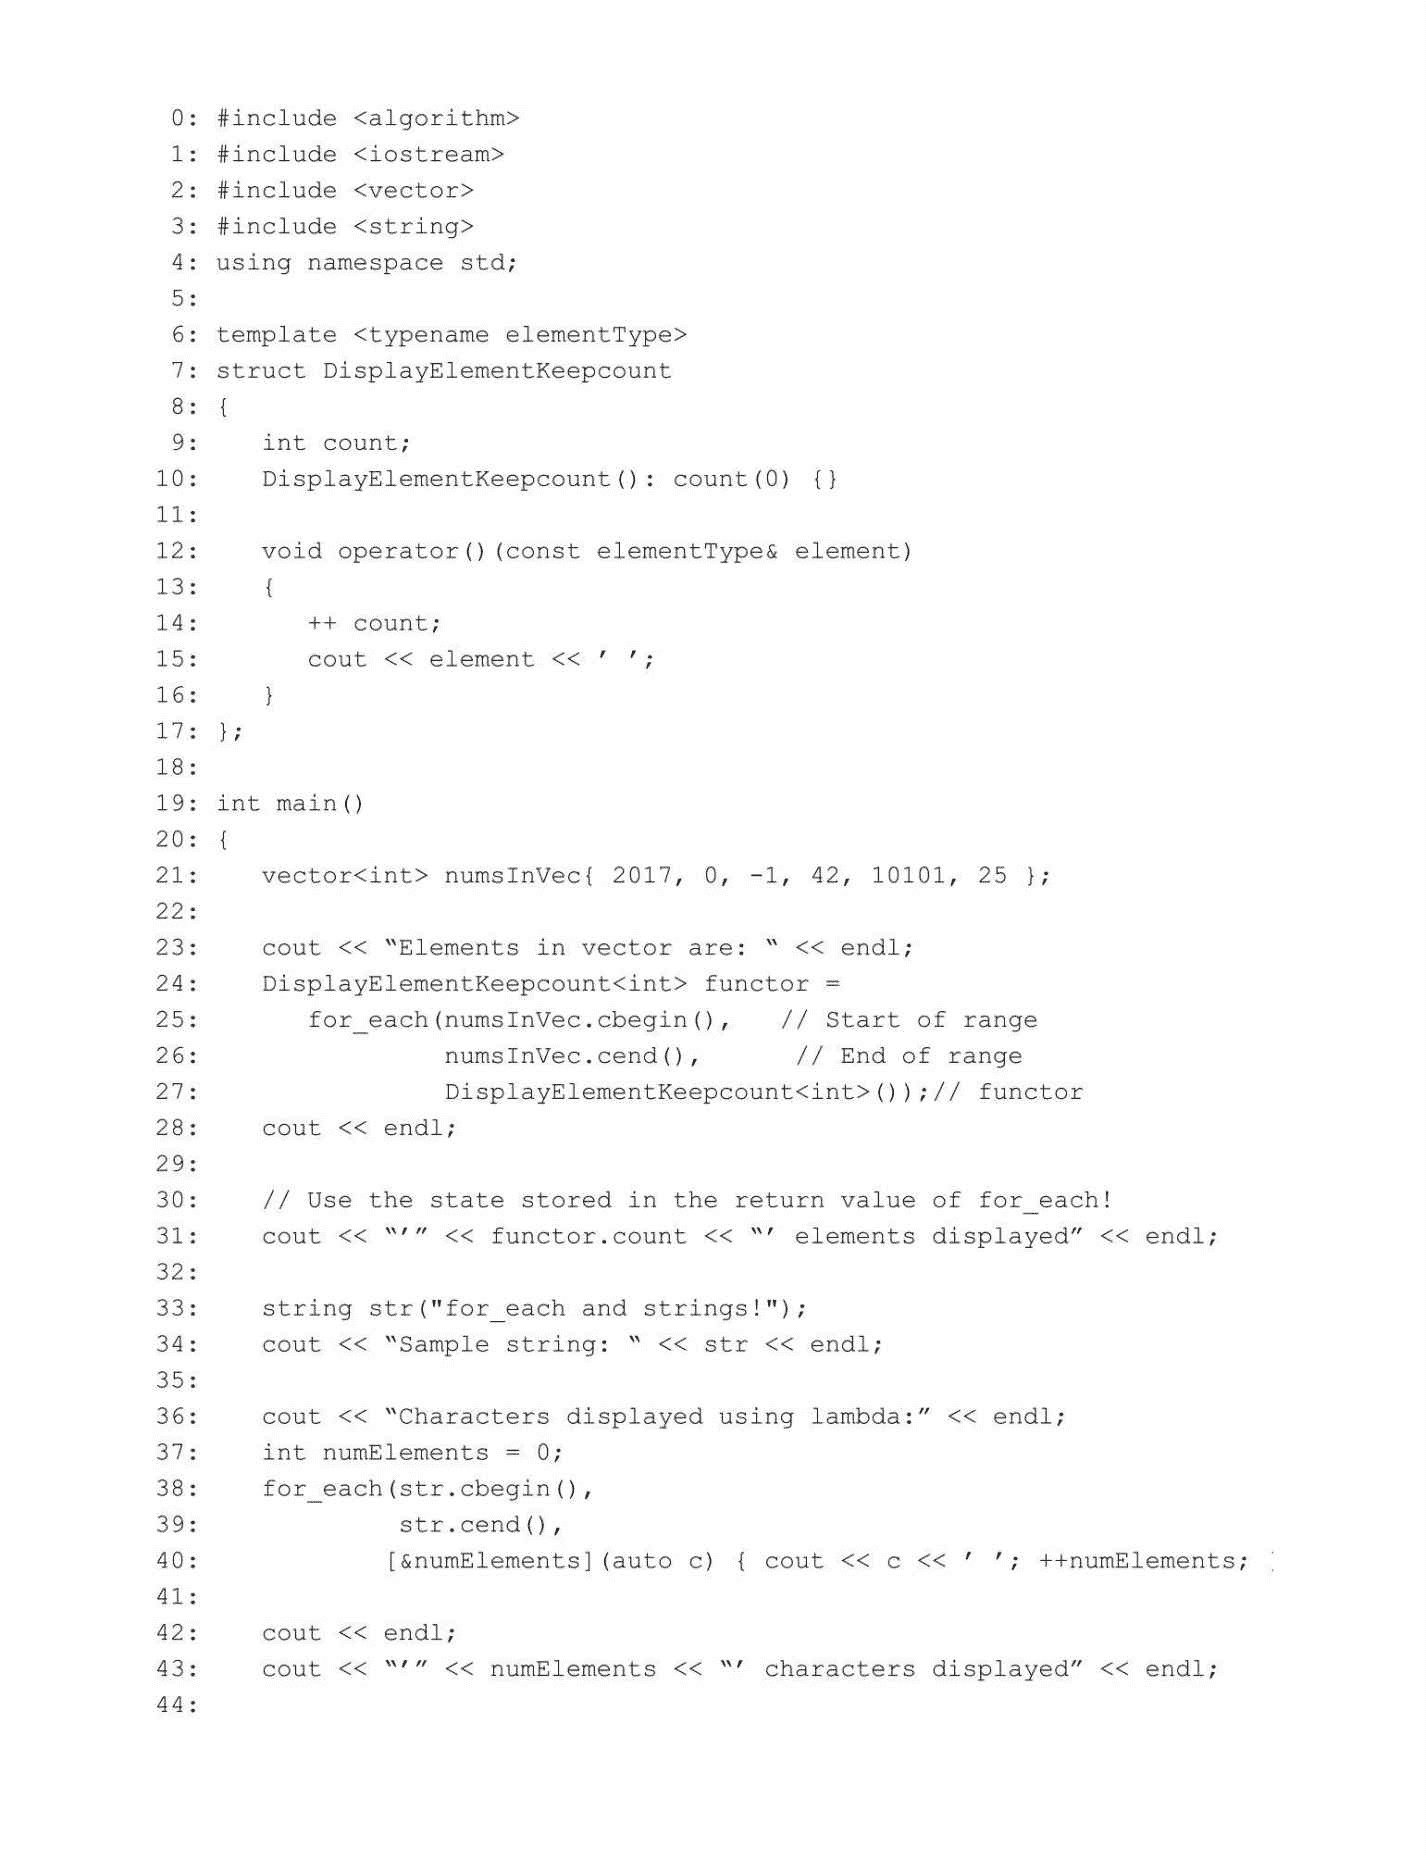 0: #include <algorithm>
1: #include <iostream>
2: #include <vector>
3: #include <string>
4: using namespace std;
5:
6: template <typename elementType>
7: struct DisplayElementKeepcount
8: {
9:    int count;
10:    DisplayElementKeepcount(): count(0) {}
11:
12:    void operator()(const elementType& element)
13:    {
14:       ++ count;
15:       cout << element << ’ ’;
16:    }
17: };
18:
19: int main()
20: {
21:    vector<int> numsInVec{ 2017, 0, -1, 42, 10101, 25 };
22:
23:    cout << “Elements in vector are: “ << endl;
24:    DisplayElementKeepcount<int> functor =
25:       for_each(numsInVec.cbegin(),   // Start of range
26:                numsInVec.cend(),      // End of range
27:                DisplayElementKeepcount<int>());// functor
28:    cout << endl;
29:
30:    // Use the state stored in the return value of for_each!
31:    cout << “’” << functor.count << “’ elements displayed” << endl;
32:
33:    string str("for_each and strings!");
34:    cout << “Sample string: “ << str << endl;
35:
36:    cout << “Characters displayed using lambda:” << endl;
37:    int numElements = 0;
38:    for_each(str.cbegin(),
39:             str.cend(),
40:            [&numElements](auto c) { cout << c << ’ ’; ++numElements;
41:
42:    cout << endl;
43:    cout << “’” << numElements << “’ characters displayed” << endl;
44: